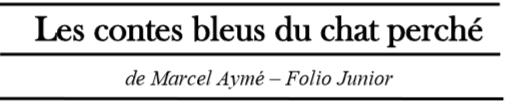 Les contes bleus du chat perché
de Marcel Aymé – Folio Junior